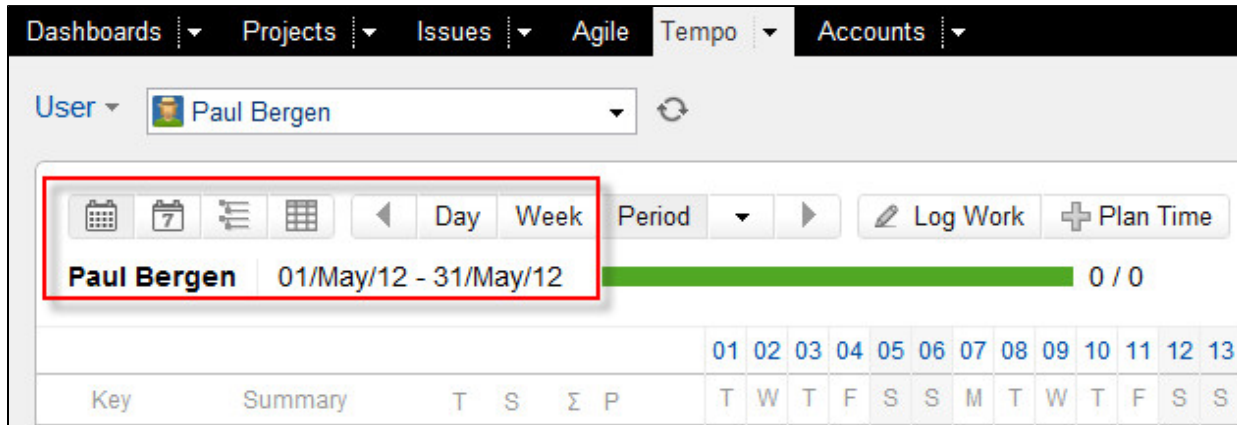 Dashboards Projects Issues Agile Tempo Accounts
User Paul Bergen
7 Day Week Period Log Work Plan Time
Paul Bergen 01/May/12 - 31/May/12 0 / 0
01 02 03 04 05 06 07 08 09 10 11 12 13
Key Summary T S Σ P T W T F S S M T W T F S S